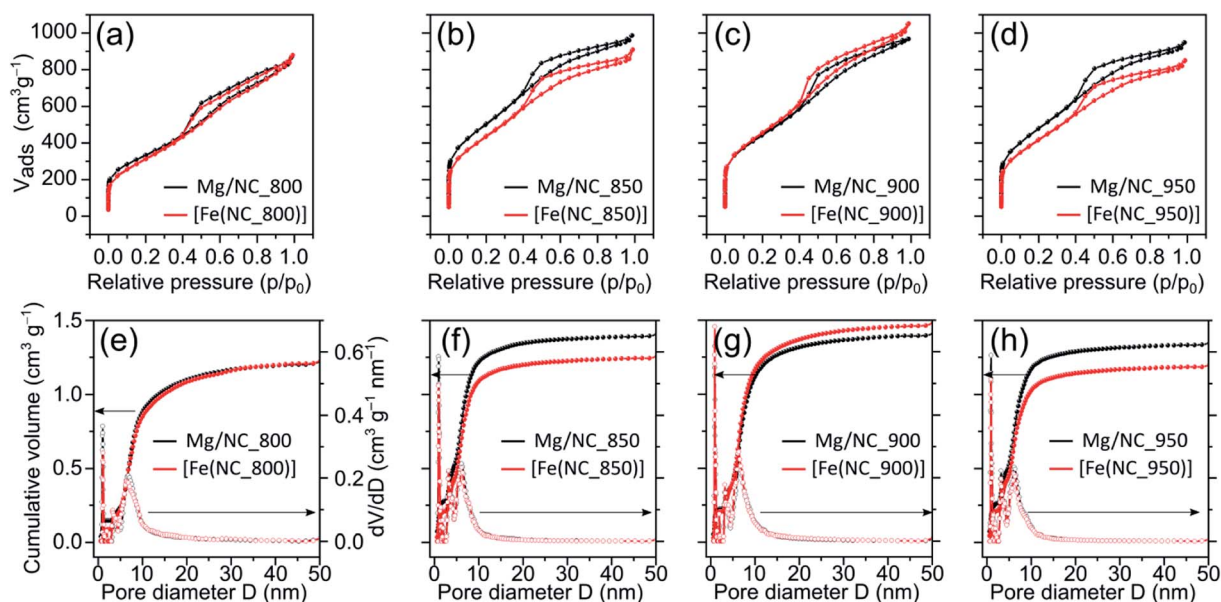 (a) (b) (c) (d)
Vads (cm³g⁻¹)
1000
800
600
400
200
0
Mg/NC_800
[Fe(NC_800)]
Mg/NC_850
[Fe(NC_850)]
Mg/NC_900
[Fe(NC_900)]
Mg/NC_950
[Fe(NC_950)]
0.0 0.2 0.4 0.6 0.8 1.0
0.0 0.2 0.4 0.6 0.8 1.0
0.0 0.2 0.4 0.6 0.8 1.0
0.0 0.2 0.4 0.6 0.8 1.0
Relative pressure (p/p₀)
Relative pressure (p/p₀)
Relative pressure (p/p₀)
Relative pressure (p/p₀)
(e) (f) (g) (h)
Cumulative volume (cm³ g⁻¹)
1.5
1.0
0.5
0.0
Mg/NC_800
[Fe(NC_800)]
0.6
0.4
0.2
0.0
dV/dD (cm³ g⁻¹ nm⁻¹)
Mg/NC_850
[Fe(NC_850)]
Mg/NC_900
[Fe(NC_900)]
Mg/NC_950
[Fe(NC_950)]
0 10 20 30 40 50
0 10 20 30 40 50
0 10 20 30 40 50
0 10 20 30 40 50
Pore diameter D (nm)
Pore diameter D (nm)
Pore diameter D (nm)
Pore diameter D (nm)